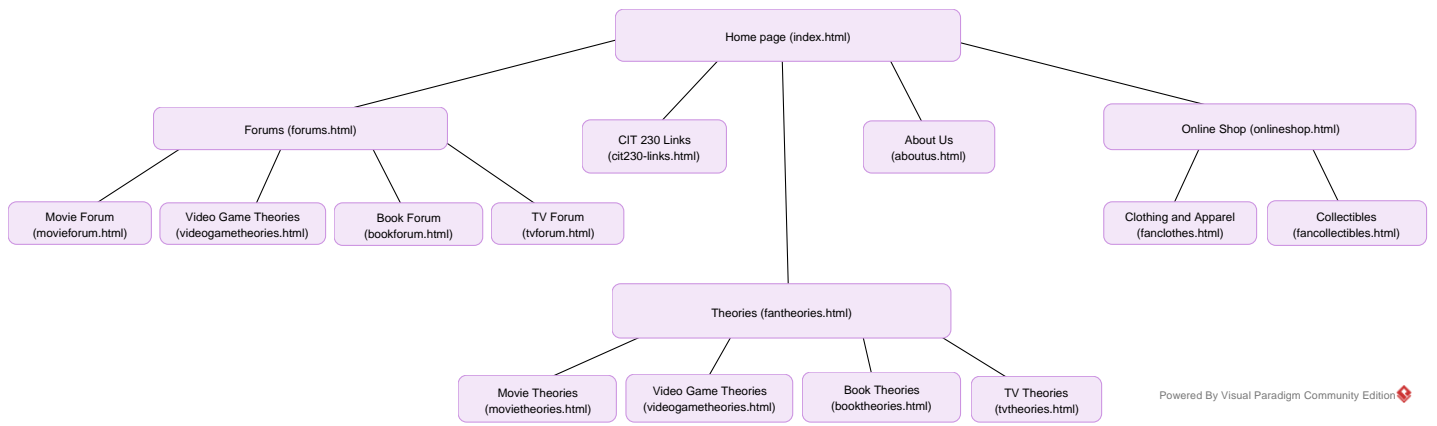 Home page (index.html)
Forums (forums.html)
CIT 230 Links
(cit230-links.html)
About Us
(aboutus.html)
Online Shop (onlineshop.html)
Movie Forum
(movieforum.html)
Video Game Theories
(videogametheories.html)
Book Forum
(bookforum.html)
TV Forum
(tvforum.html)
Clothing and Apparel
(fanclothes.html)
Collectibles
(fancollectibles.html)
Theories (fantheories.html)
Movie Theories
(movietheories.html)
Video Game Theories
(videogametheories.html)
Book Theories
(booktheories.html)
TV Theories
(tvtheories.html)
Powered By Visual Paradigm Community Edition